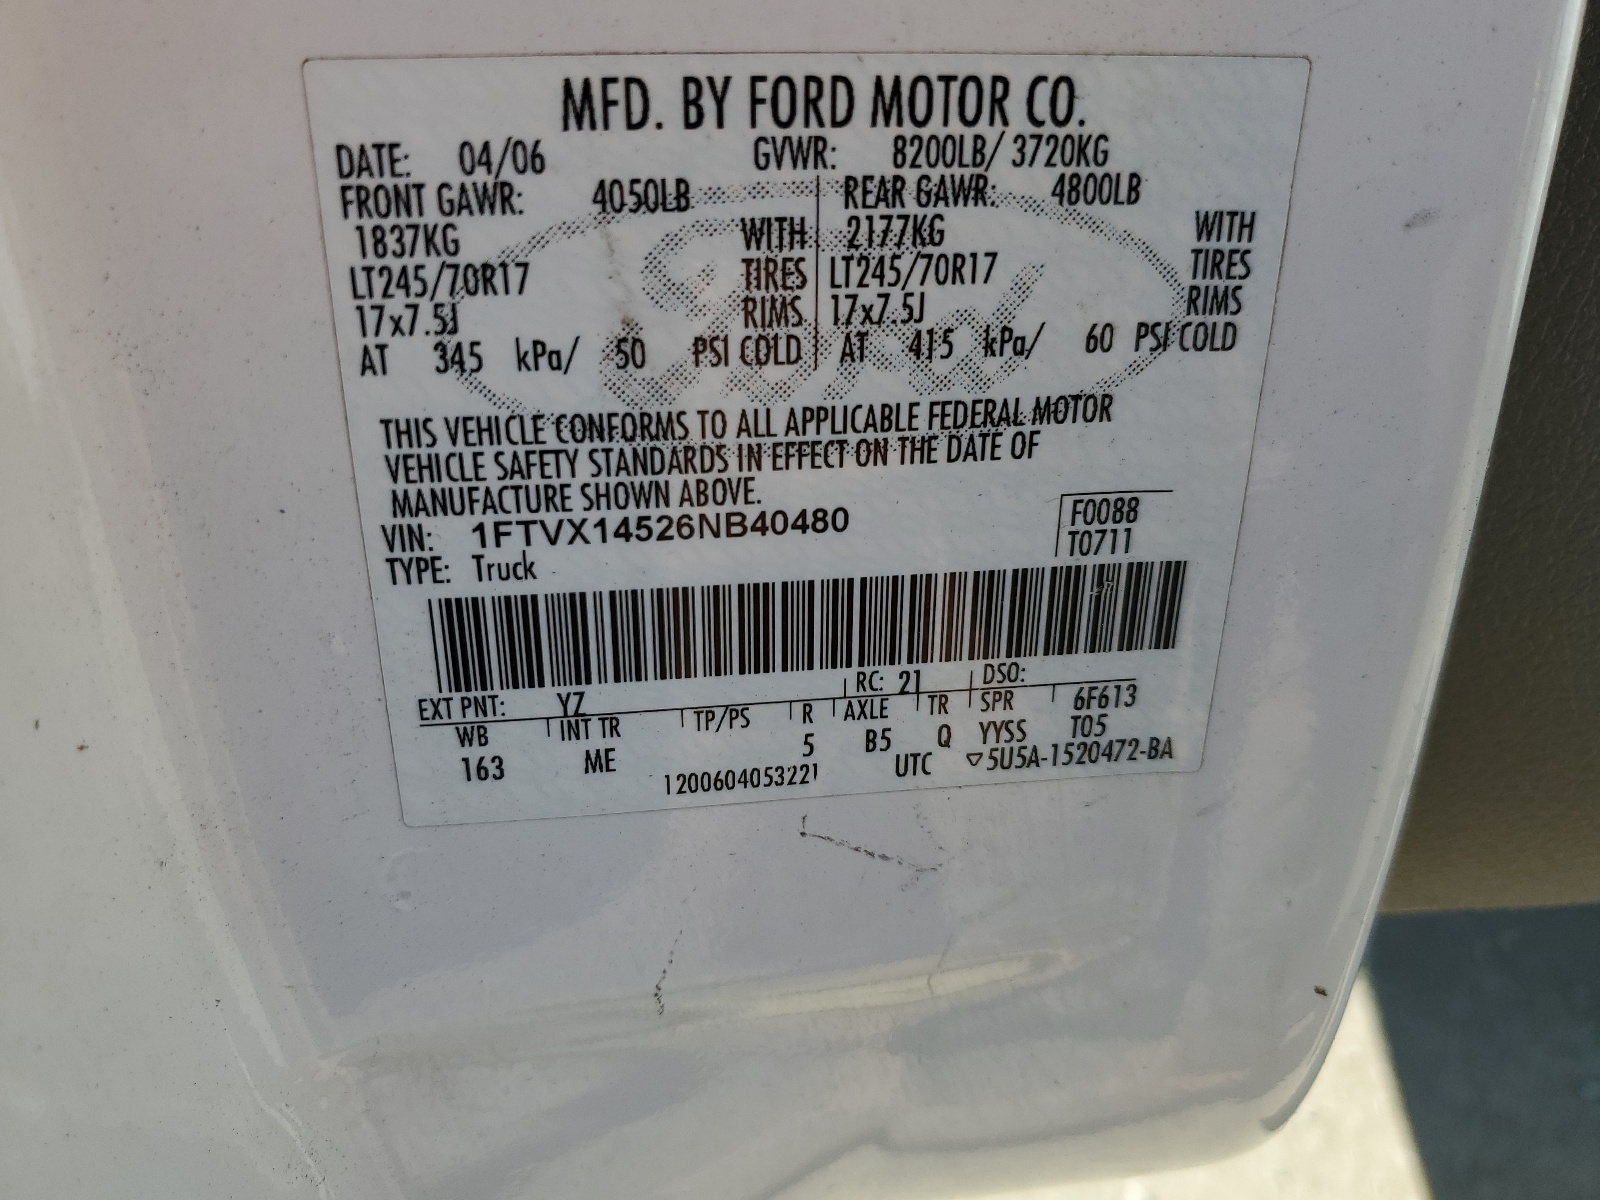 MFD. BY FORD MOTOR CO.
DATE: 04/06 GVWR: 8200LB/ 3720KG
FRONT GAWR: 4050LB REAR GAWR: 4800LB
1837KG WITH 2177KG WITH
LT245/70R17 TIRES LT245/70R17 TIRES
17x7.5J RIMS 17x7.5J RIMS
AT 345 kPa/ 50 PSI COLD AT 415 kPa/ 60 PSI COLD
Ford
THIS VEHICLE CONFORMS TO ALL APPLICABLE FEDERAL MOTOR
VEHICLE SAFETY STANDARDS IN EFFECT ON THE DATE OF
MANUFACTURE SHOWN ABOVE.
VIN: 1FTVX14526NB40480 F0088
TYPE: Truck T0711
EXT PNT: YZ RC: 21 DSO:
WB INT TR TP/PS R AXLE TR SPR 6F613
163 ME 5 B5 Q YYSS T05
1200604053221 UTC ▽5U5A-1520472-BA